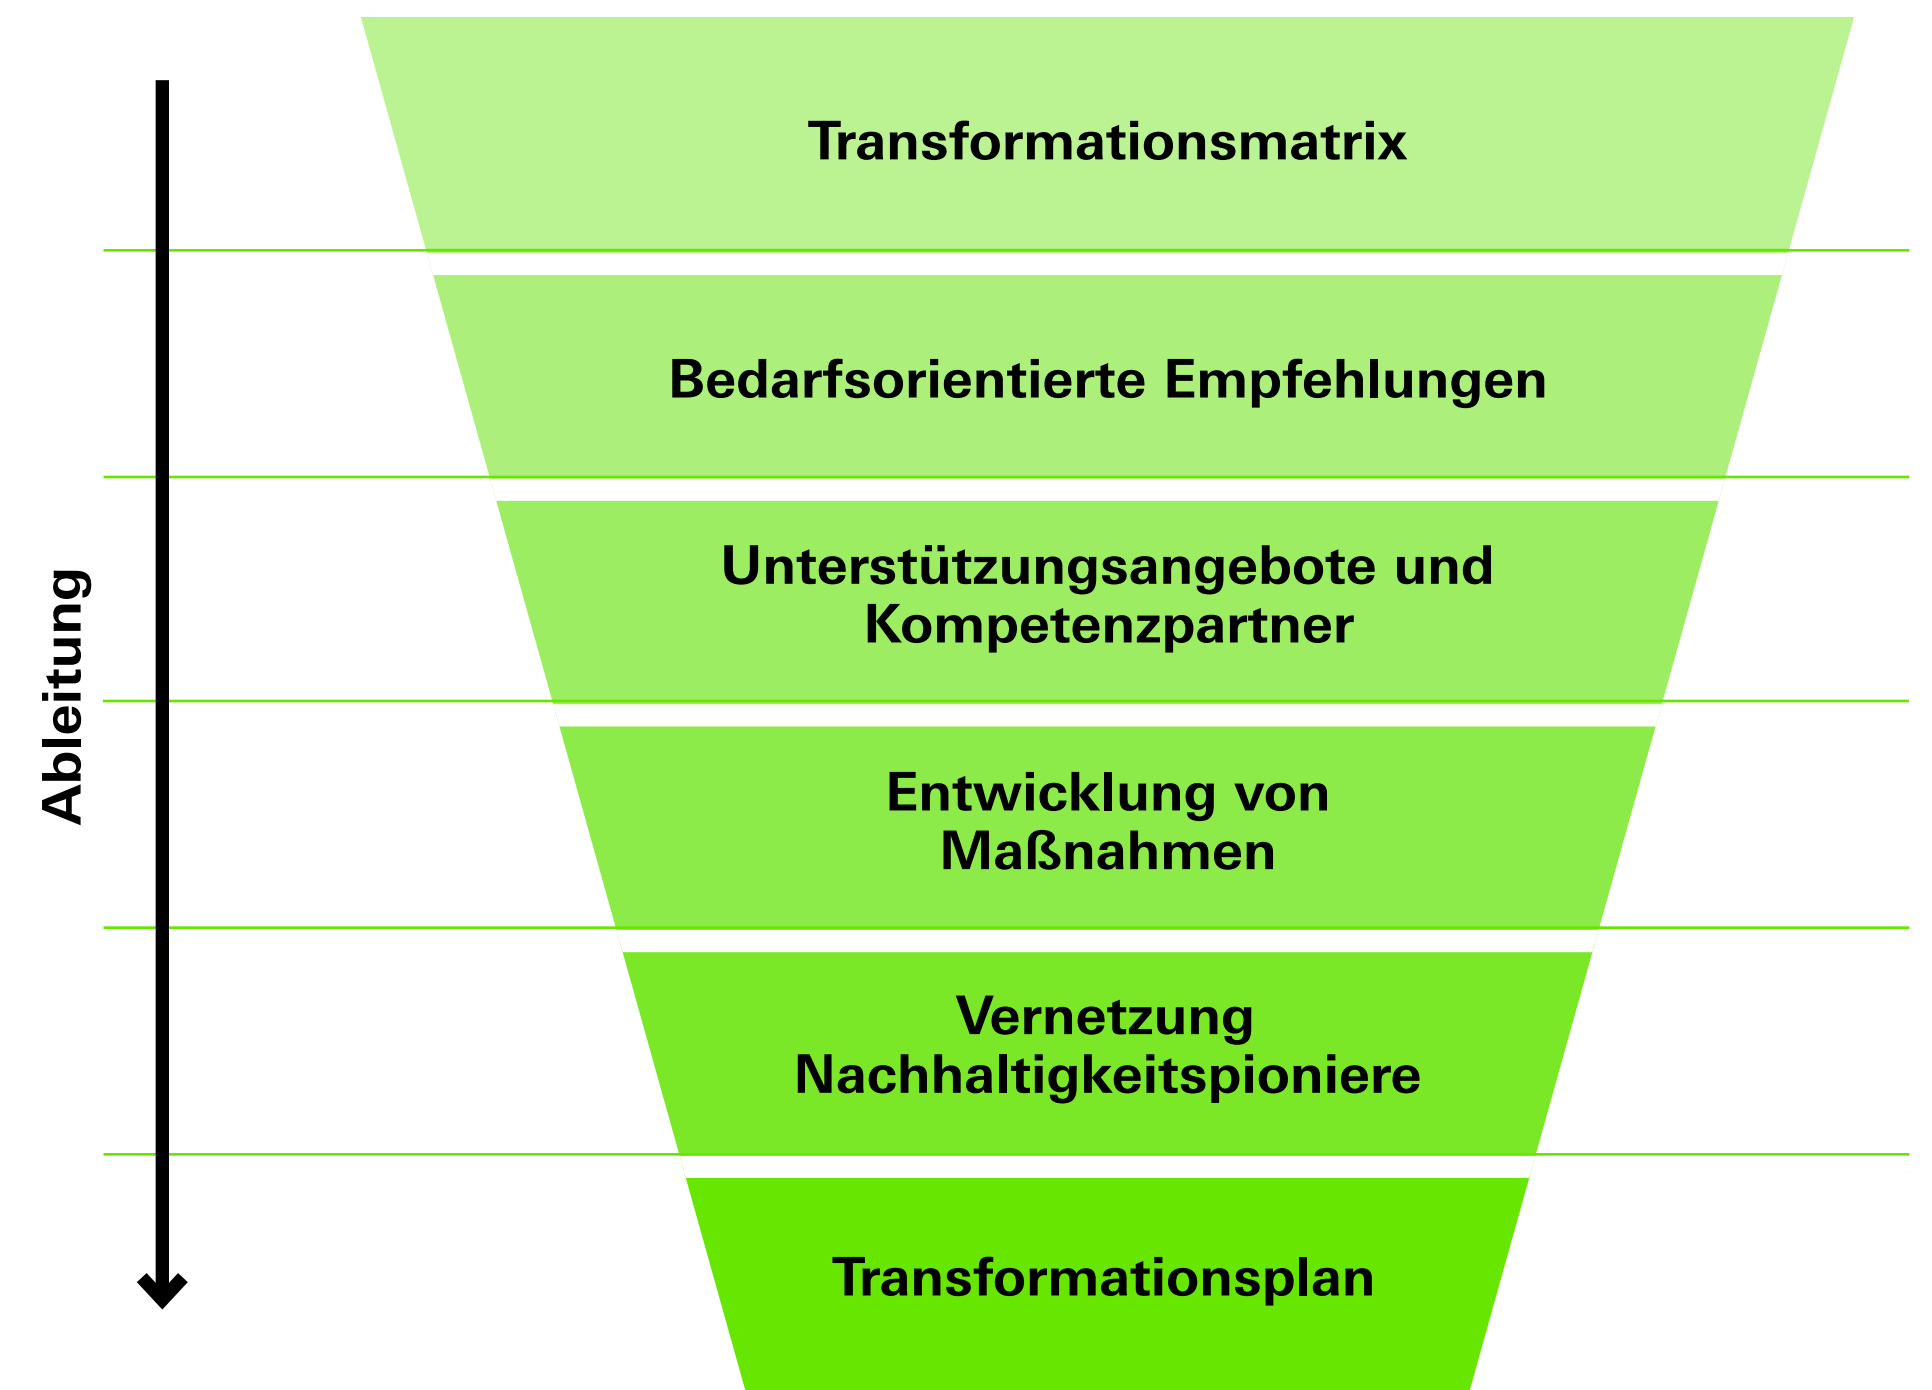 Ableitung
Transformationsmatrix
Bedarfsorientierte Empfehlungen
Unterstützungsangebote und
Kompetenzpartner
Entwicklung von
Maßnahmen
Vernetzung
Nachhaltigkeitspioniere
Transformationsplan